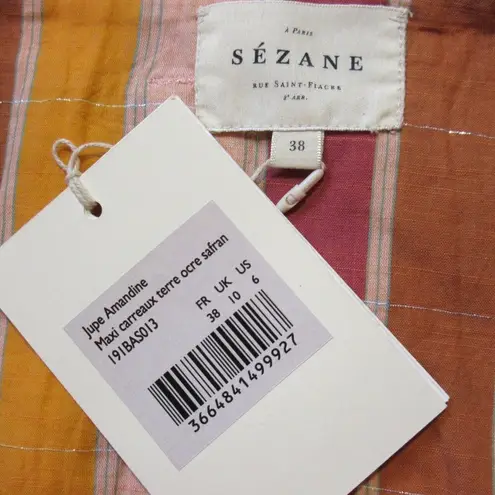 À PARIS
SÉZANE
RUE SAINT-FIACRE
2e ARR.
38
Jupe Amandine
Maxi carreaux terre ocre safran
191BAS013
FR UK US
38 10 6
3664841499927